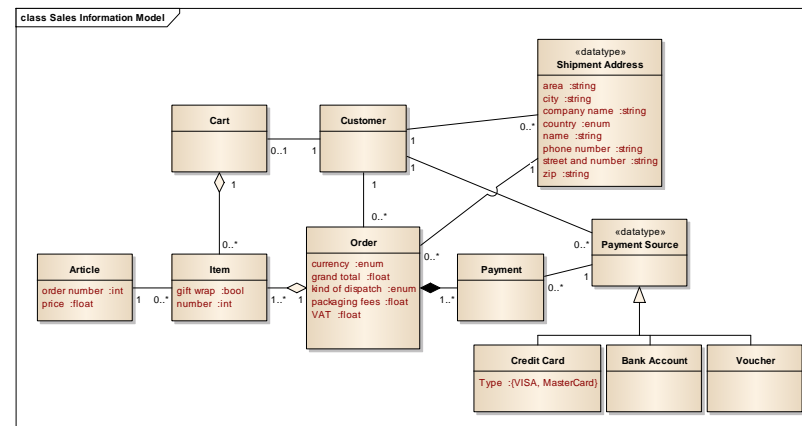 class Sales Information Model
«datatype»
Shipment Address
area :string
city :string
company name :string
country :enum
name :string
phone number :string
street and number :string
zip :string
Cart
Customer
0..1
1
1
0..*
1
1
1
1
0..*
0..*
0..*
«datatype»
Payment Source
0..*
1
Order
currency :enum
grand total :float
kind of dispatch :enum
packaging fees :float
VAT :float
Article
order number :int
price :float
1
0..*
Item
gift wrap :bool
number :int
1..*
1
1..*
Payment
0..*
Credit Card
Type :{VISA, MasterCard}
Bank Account
Voucher